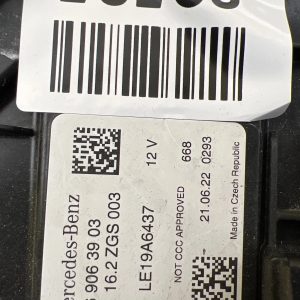 Mercedes-Benz
906 39 03
16.2 ZGS 003
LE19A6437
12 V
NOT CCC APPROVED
668
21.06.22 0293
Made in Czech Republic